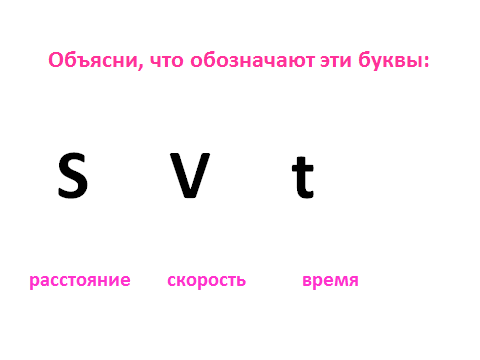 Объясни, что обозначают эти буквы:
S V t
расстояние скорость время